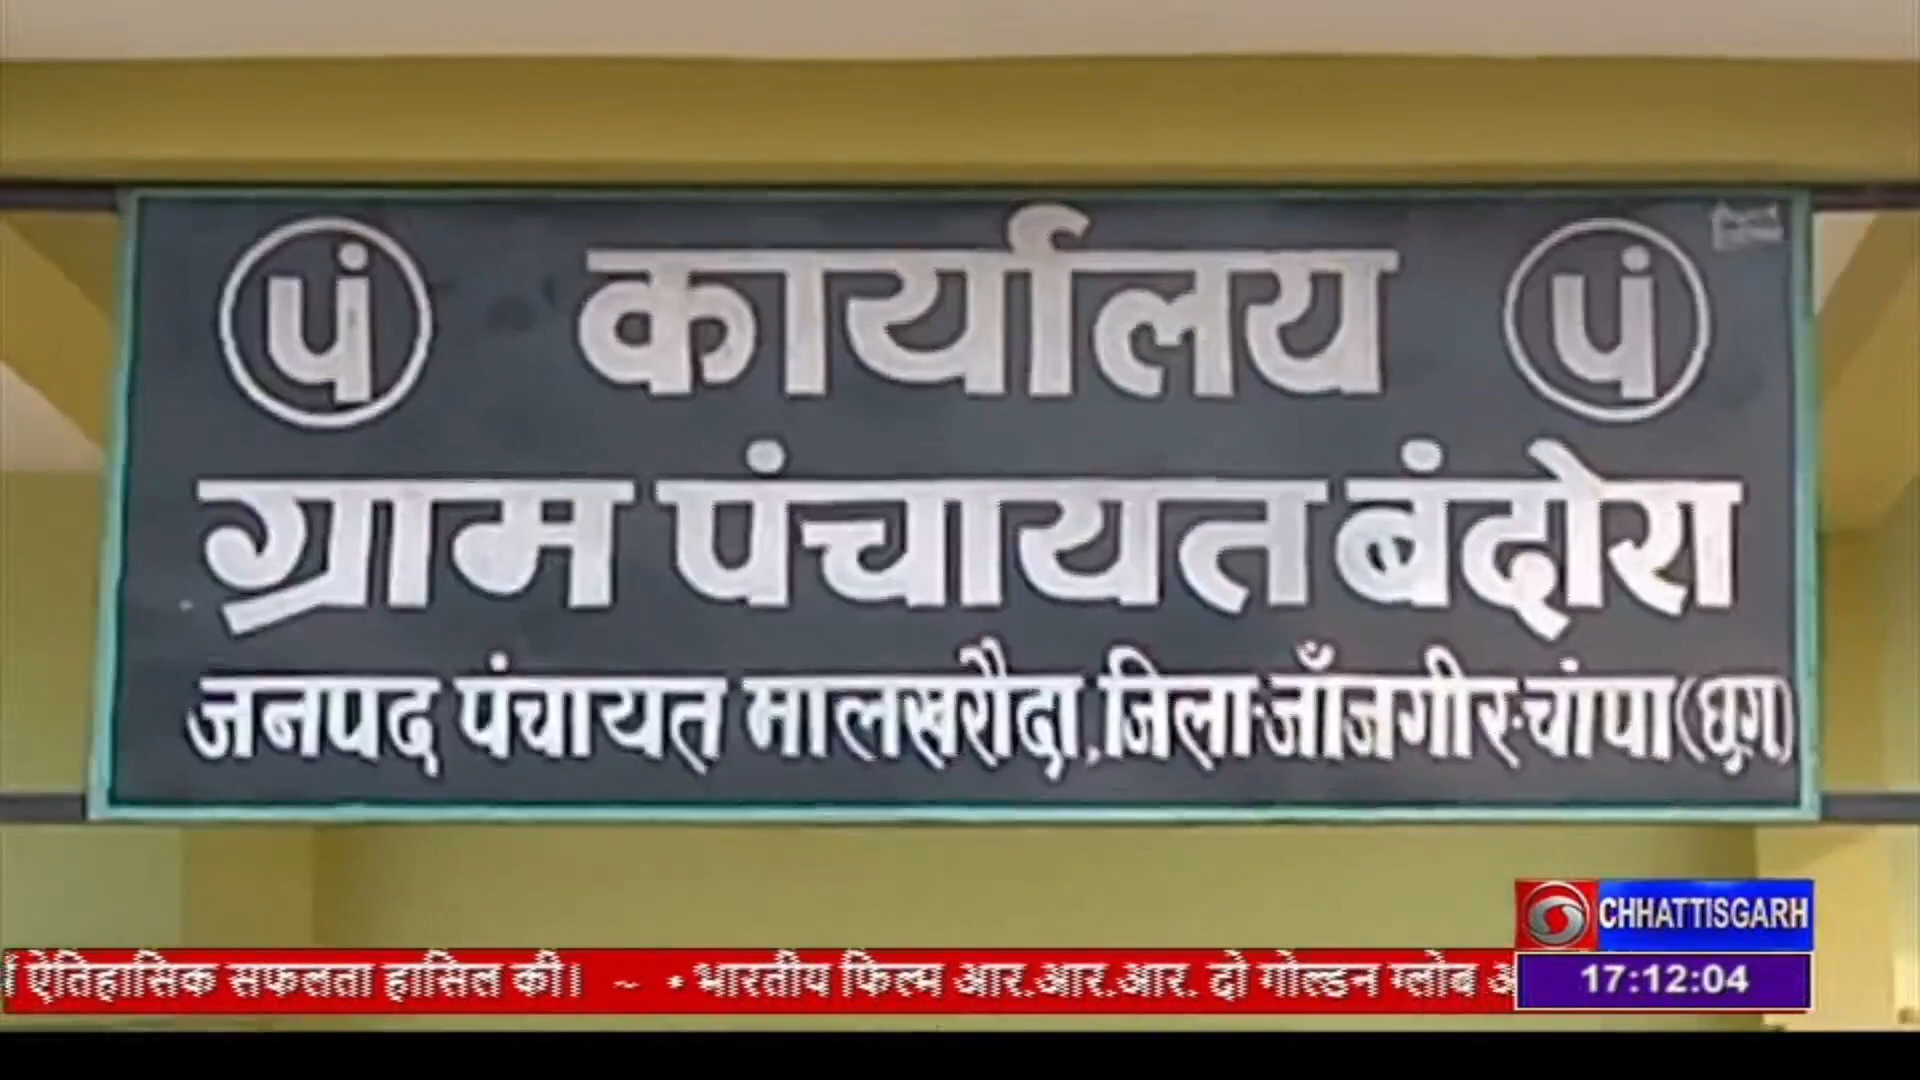 पं कार्यालय पं
ग्राम पंचायत बंदोरा
जनपद पंचायत मालखरौदा, जिला-जाँजगीर-चांपा (छ.ग.)
CHHATTISGARH
ऐतिहासिक सफलता हासिल की। ~ • भारतीय फिल्म आर.आर.आर. दो गोल्डन ग्लोब
17:12:04